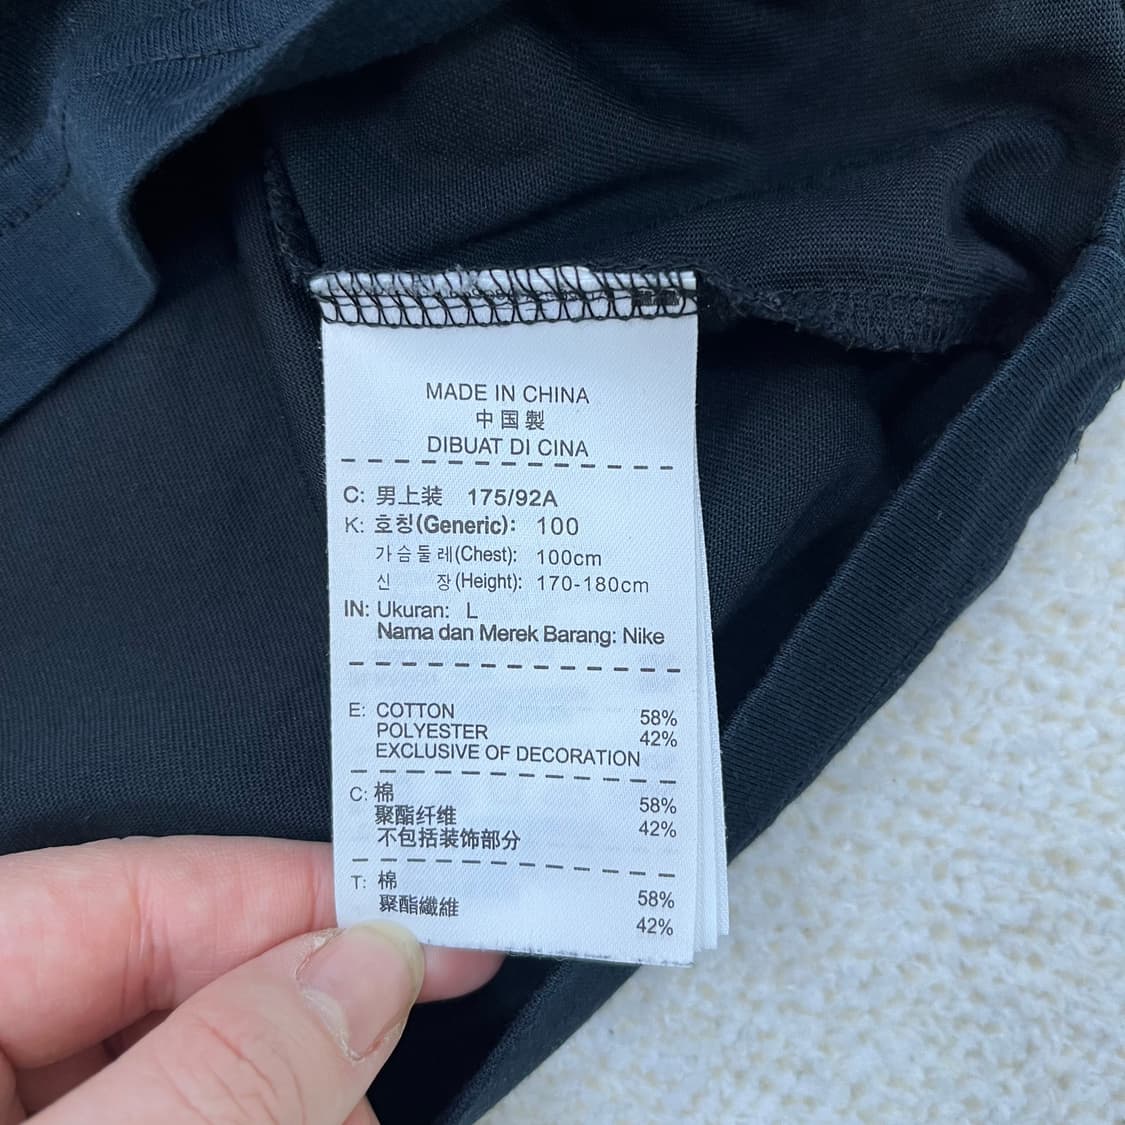 MADE IN CHINA
中国製
DIBUAT DI CINA
C: 男上装 175/92A
K: 호칭(Generic): 100
가슴둘레(Chest): 100cm
신 장(Height): 170-180cm
IN: Ukuran: L
Nama dan Merek Barang: Nike
E: COTTON 58%
POLYESTER 42%
EXCLUSIVE OF DECORATION
C: 棉 58%
聚酯纤维 42%
不包括装饰部分
T: 棉 58%
聚酯纖維 42%